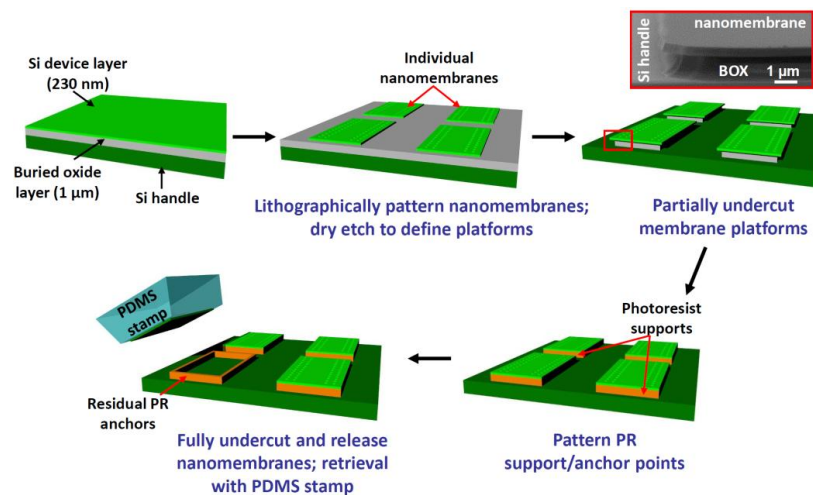 Si device layer
(230 nm)
Buried oxide
layer (1 μm)
Si handle
Individual
nanomembranes
Lithographically pattern nanomembranes;
dry etch to define platforms
Si handle
nanomembrane
BOX
1 μm
Partially undercut
membrane platforms
Photoresist
supports
Pattern PR
support/anchor points
PDMS
stamp
Residual PR
anchors
Fully undercut and release
nanomembranes; retrieval
with PDMS stamp